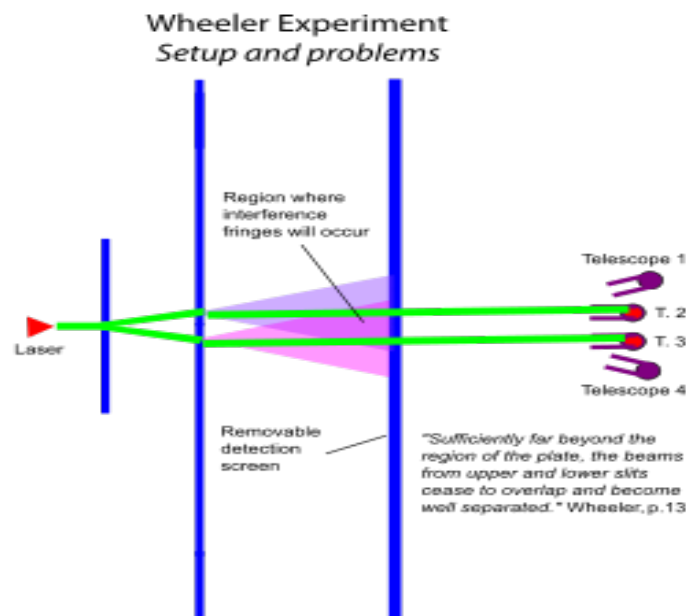 Wheeler Experiment
Setup and problems
Region where
interference
fringes will occur
Telescope 1
T. 2
Laser
T. 3
Telescope 4
Removable
detection
screen
"Sufficiently far beyond the
region of the plate, the beams
from upper and lower slits
cease to overlap and become
well separated." Wheeler, p.13